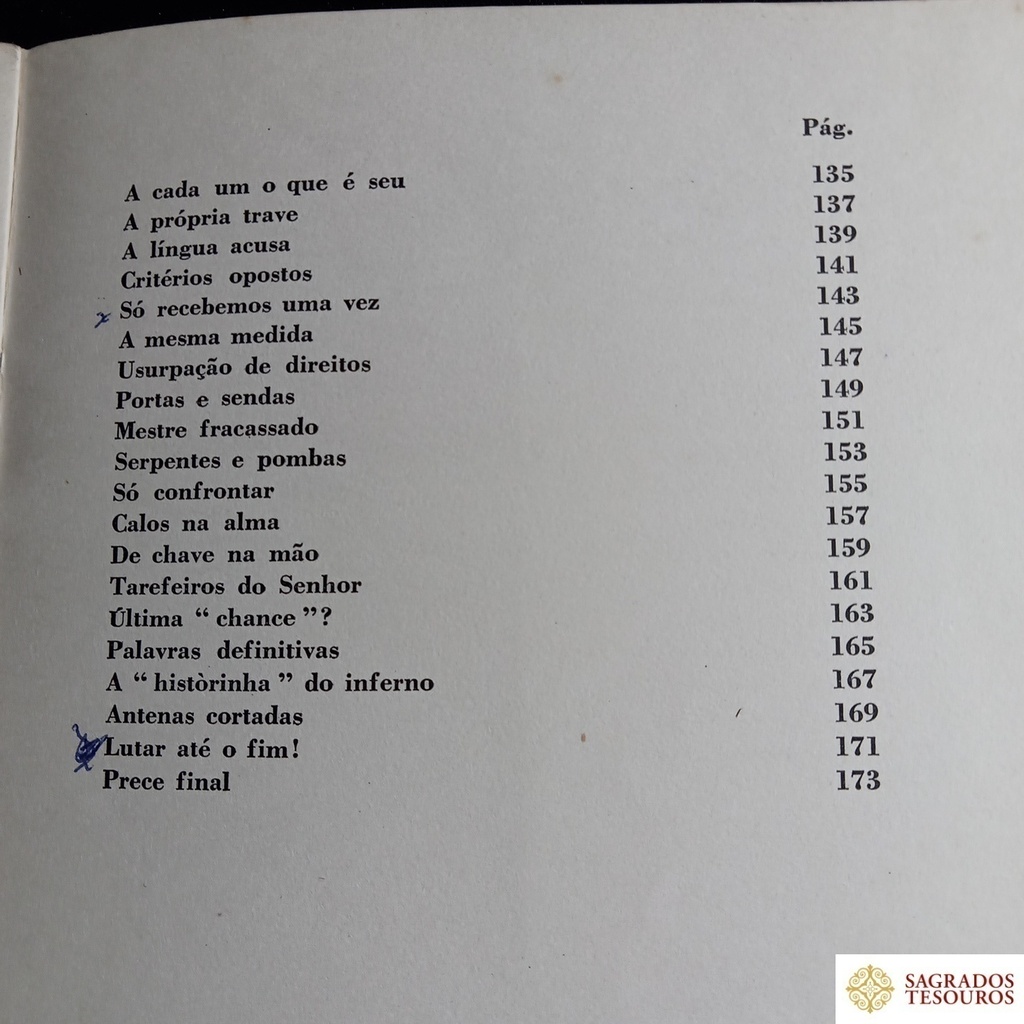 Pág.
A cada um o que é seu 135
A própria trave 137
A língua acusa 139
Critérios opostos 141
x Só recebemos uma vez 143
A mesma medida 145
Usurpação de direitos 147
Portas e sendas 149
Mestre fracassado 151
Serpentes e pombas 153
Só confrontar 155
Calos na alma 157
De chave na mão 159
Tarefeiros do Senhor 161
Última “ chance ”? 163
Palavras definitivas 165
A “ històrinha ” do inferno 167
Antenas cortadas 169
Lutar até o fim! 171
Prece final 173
SAGRADOS
TESOUROS